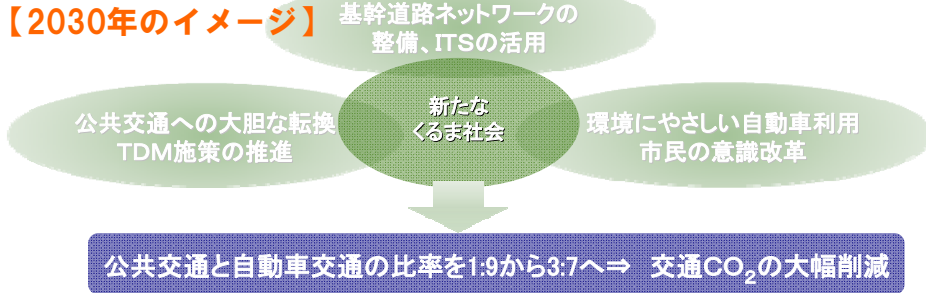 【2030年のイメージ】
基幹道路ネットワークの
整備、ITSの活用
新たな
くるま社会
公共交通への大胆な転換
TDM施策の推進
環境にやさしい自動車利用
市民の意識改革
公共交通と自動車交通の比率を1:9から3:7へ⇒ 交通CO₂の大幅削減